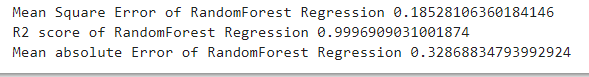 Mean Square Error of RandomForest Regression 0.18528106360184146
R2 score of RandomForest Regression 0.9996909031001874
Mean absolute Error of RandomForest Regression 0.32868834793992924